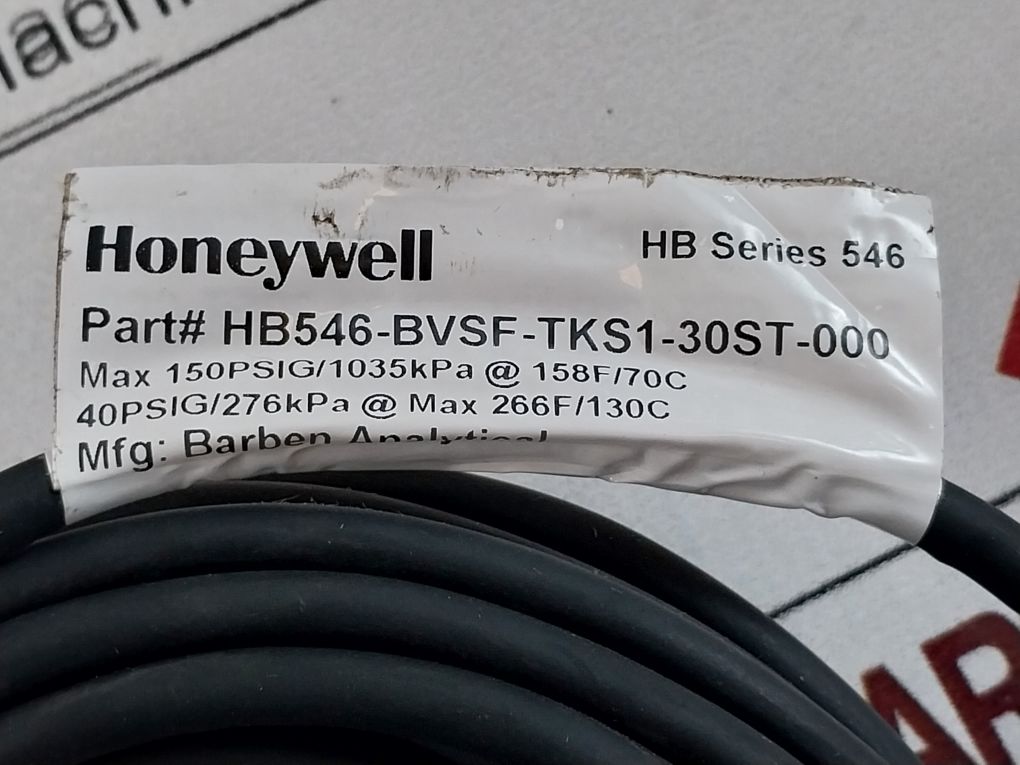 Honeywell
HB Series 546
Part# HB546-BVSF-TKS1-30ST-000
Max 150PSIG/1035kPa @ 158F/70C
40PSIG/276kPa @ Max 266F/130C
Mfg: Barben Analytical